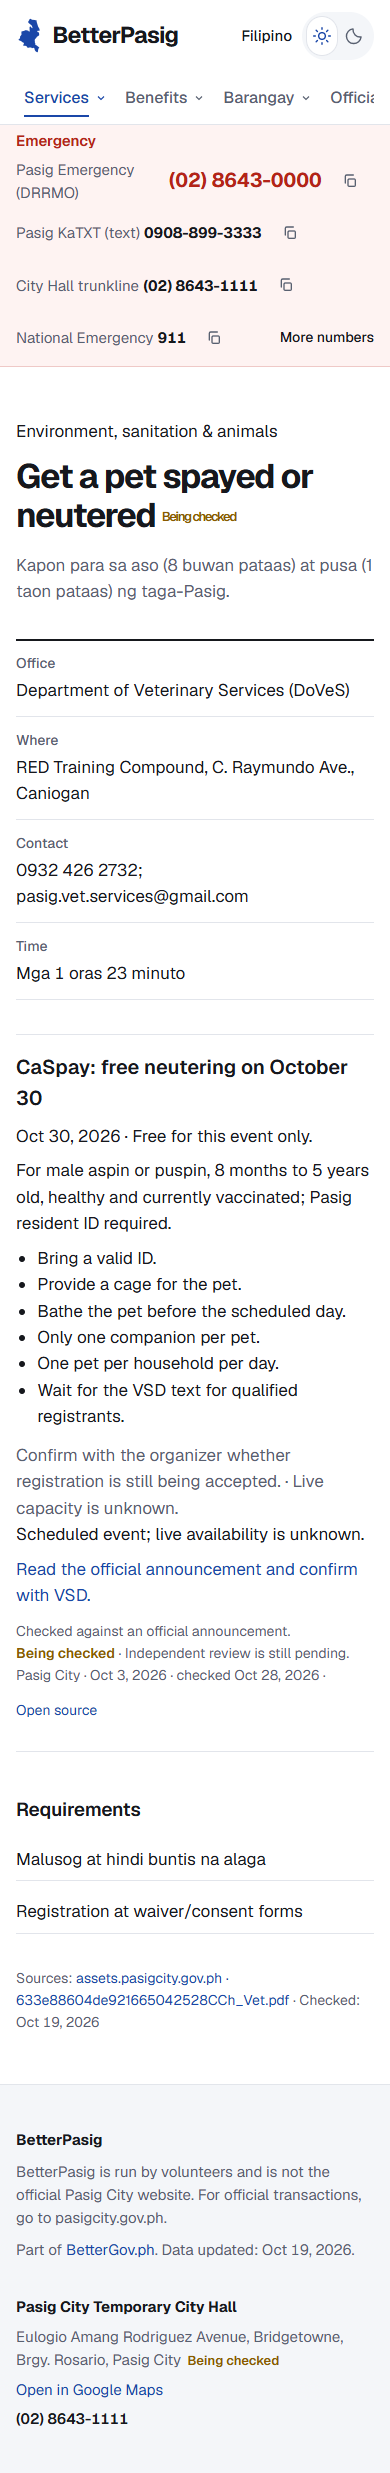 BetterPasig
Filipino
Services
Benefits
Barangay
Officia
Emergency
Pasig Emergency
(DRRMO)
(02) 8643-0000
Pasig KaTXT (text) 0908-899-3333
City Hall trunkline (02) 8643-1111
National Emergency 911
More numbers
Environment, sanitation & animals
Get a pet spayed or
neutered Being checked
Kapon para sa aso (8 buwan pataas) at pusa (1
taon pataas) ng taga-Pasig.
Office
Department of Veterinary Services (DoVeS)
Where
RED Training Compound, C. Raymundo Ave.,
Caniogan
Contact
0932 426 2732;
pasig.vet.services@gmail.com
Time
Mga 1 oras 23 minuto
CaSpay: free neutering on October
30
Oct 30, 2026 · Free for this event only.
For male aspin or puspin, 8 months to 5 years
old, healthy and currently vaccinated; Pasig
resident ID required.
• Bring a valid ID.
• Provide a cage for the pet.
• Bathe the pet before the scheduled day.
• Only one companion per pet.
• One pet per household per day.
• Wait for the VSD text for qualified
registrants.
Confirm with the organizer whether
registration is still being accepted. · Live
capacity is unknown.
Scheduled event; live availability is unknown.
Read the official announcement and confirm
with VSD.
Checked against an official announcement.
Being checked · Independent review is still pending.
Pasig City · Oct 3, 2026 · checked Oct 28, 2026 ·
Open source
Requirements
Malusog at hindi buntis na alaga
Registration at waiver/consent forms
Sources: assets.pasigcity.gov.ph ·
633e88604de921665042528CCh_Vet.pdf · Checked:
Oct 19, 2026
BetterPasig
BetterPasig is run by volunteers and is not the
official Pasig City website. For official transactions,
go to pasigcity.gov.ph.
Part of BetterGov.ph. Data updated: Oct 19, 2026.
Pasig City Temporary City Hall
Eulogio Amang Rodriguez Avenue, Bridgetowne,
Brgy. Rosario, Pasig City Being checked
Open in Google Maps
(02) 8643-1111